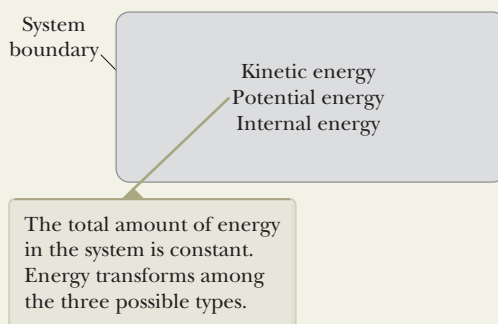 System
boundary
Kinetic energy
Potential energy
Internal energy
The total amount of energy
in the system is constant.
Energy transforms among
the three possible types.